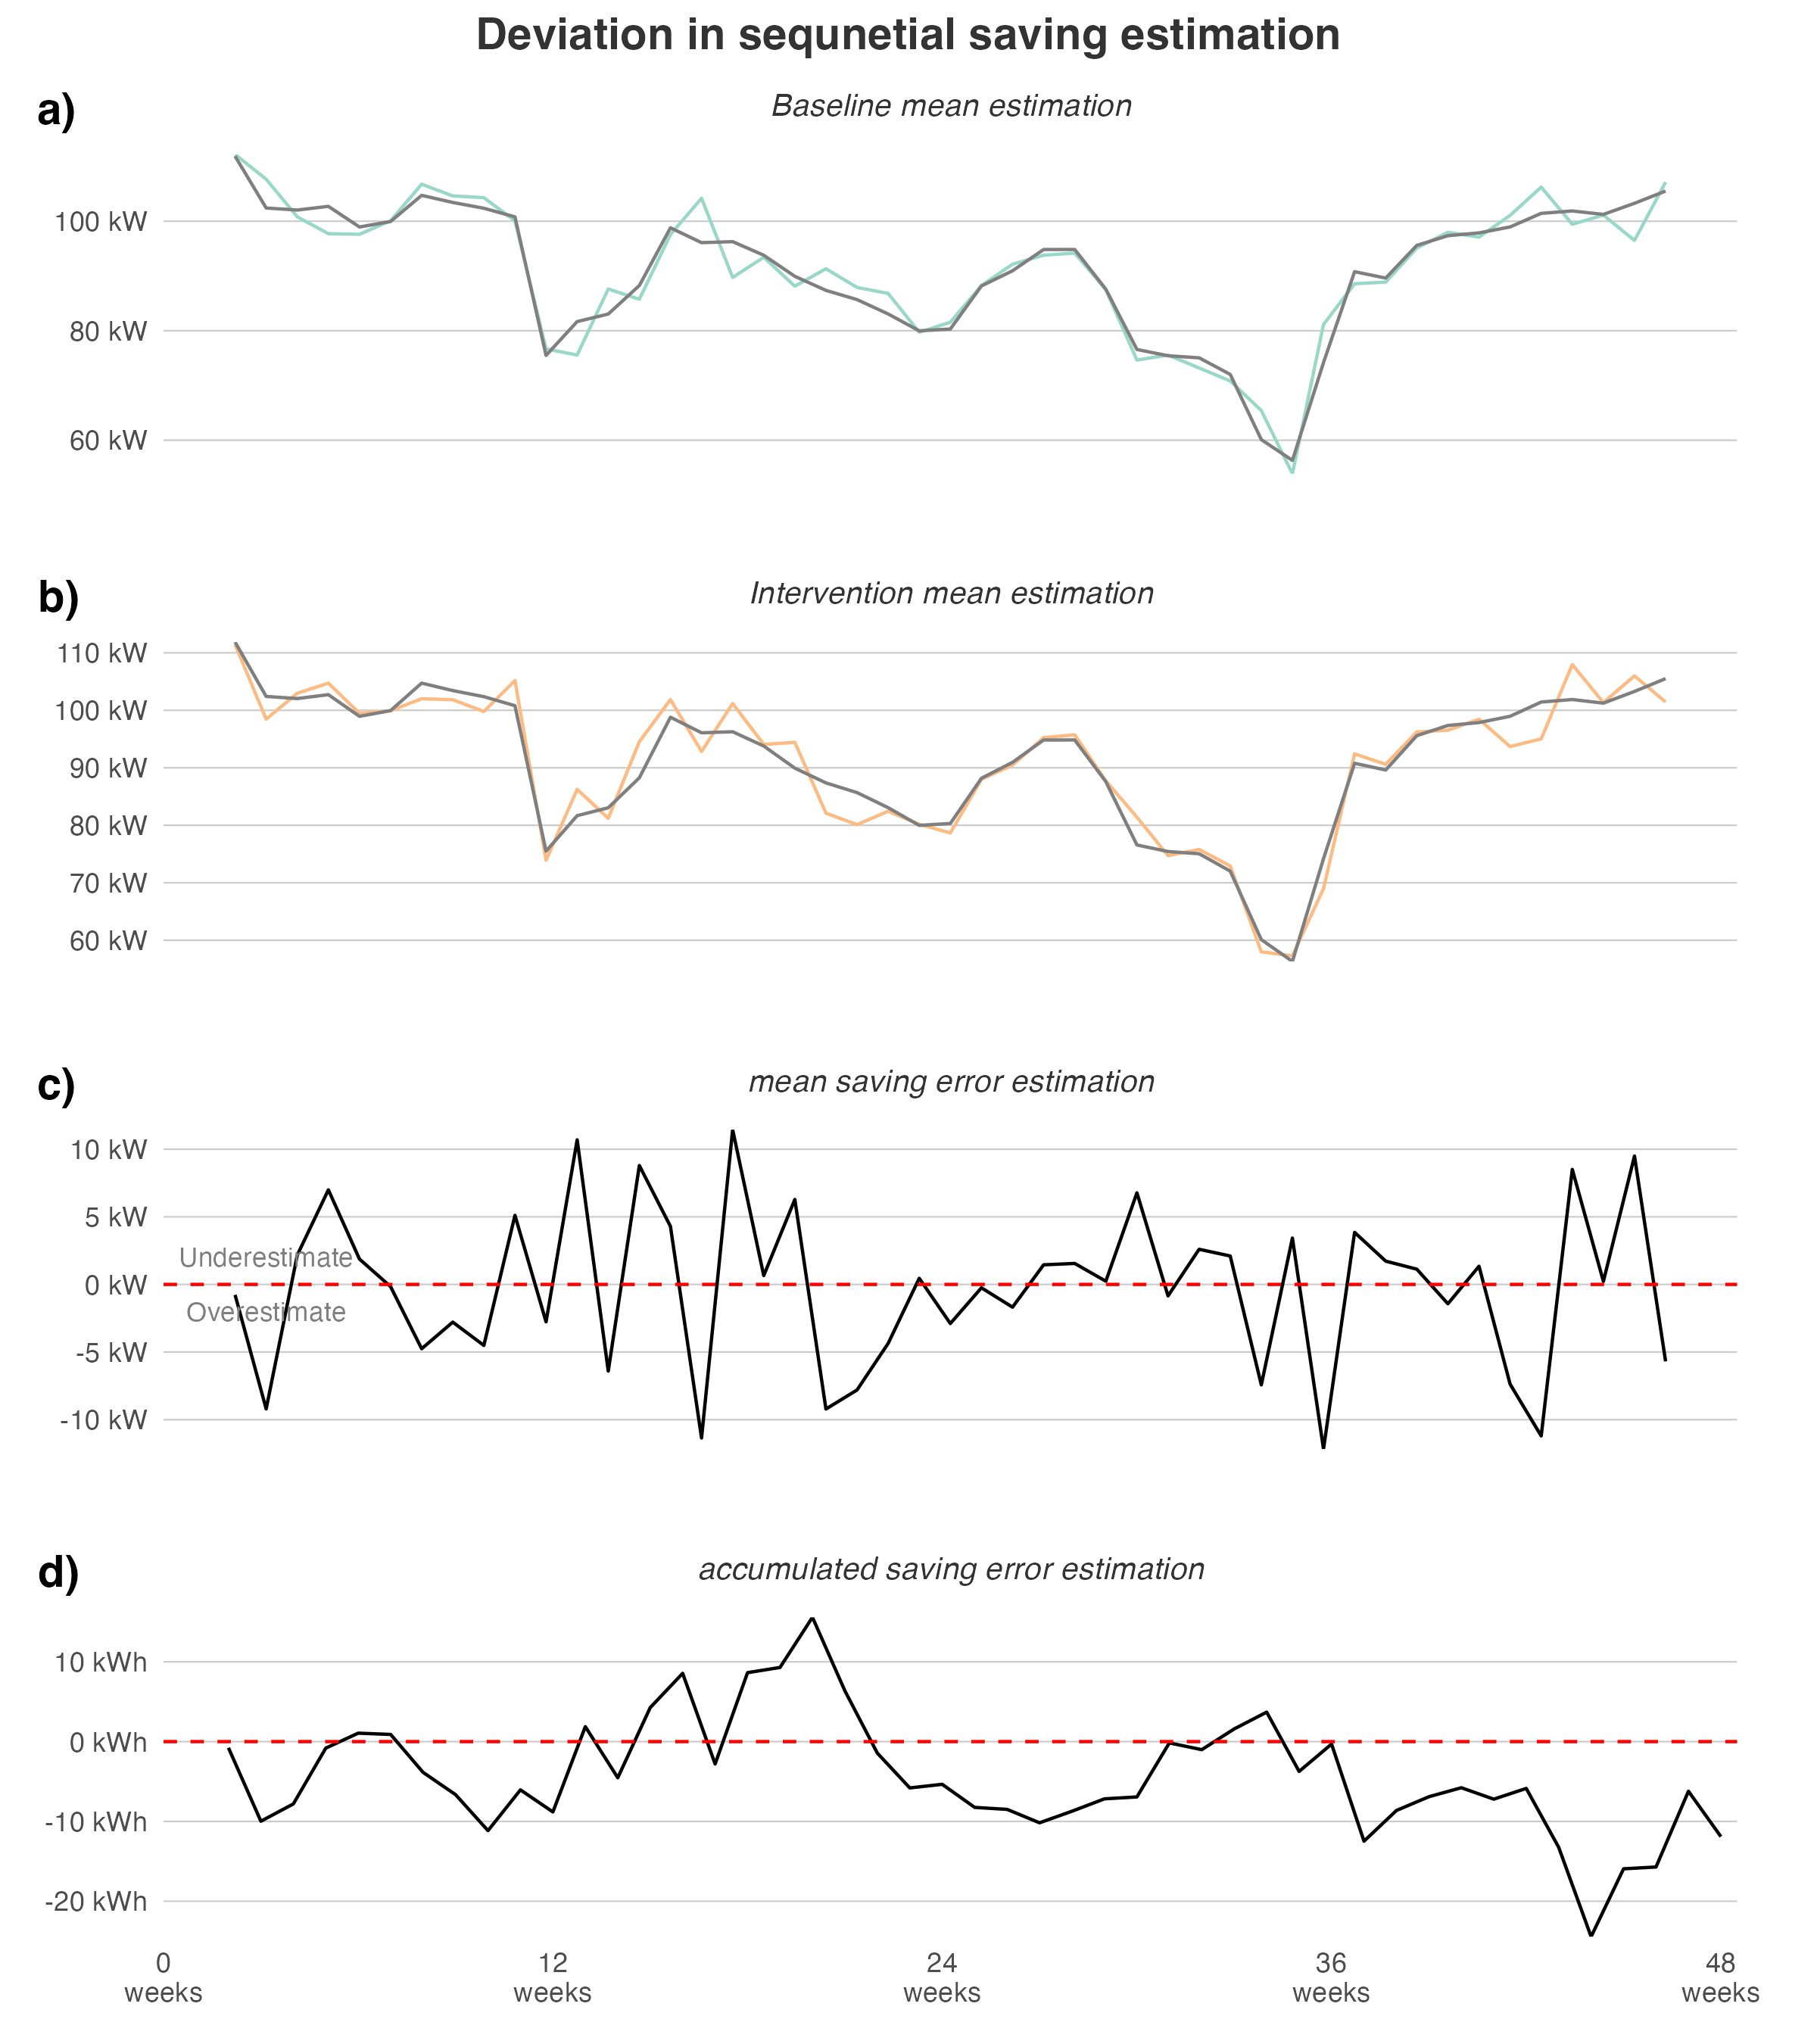 Deviation in sequnetial saving estimation
a)
Baseline mean estimation
100 kW
80 kW
60 kW
b)
Intervention mean estimation
110 kW
100 kW
90 kW
80 kW
70 kW
60 kW
c)
mean saving error estimation
10 kW
5 kW
Underestimate
0 kW
Overestimate
-5 kW
-10 kW
d)
accumulated saving error estimation
10 kWh
0 kWh
-10 kWh
-20 kWh
0 12 24 36 48
weeks weeks weeks weeks weeks